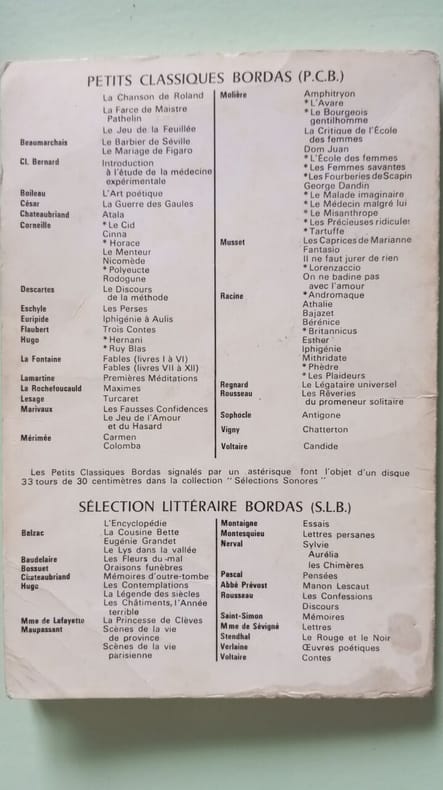 PETITS CLASSIQUES BORDAS (P.C.B.)
La Chanson de Roland
La Farce de Maistre
Pathelin
Le Jeu de la Feuillée
Beaumarchais Le Barbier de Séville
Le Mariage de Figaro
Cl. Bernard Introduction
à l'étude de la médecine
expérimentale
Boileau L'Art poétique
César La Guerre des Gaules
Chateaubriand Atala
Corneille * Le Cid
Cinna
* Horace
Le Menteur
Nicomède
* Polyeucte
Rodogune
Descartes Le Discours
de la méthode
Eschyle Les Perses
Euripide Iphigénie à Aulis
Flaubert Trois Contes
Hugo * Hernani
* Ruy Blas
La Fontaine Fables (livres I à VI)
Fables (livres VII à XII)
Lamartine Premières Méditations
La Rochefoucauld Maximes
Lesage Turcaret
Marivaux Les Fausses Confidences
Le Jeu de l'Amour
et du Hasard
Mérimée Carmen
Colomba
Molière Amphitryon
* L'Avare
* Le Bourgeois
gentilhomme
La Critique de l'École
des femmes
Dom Juan
* L'École des femmes
* Les Femmes savantes
* Les Fourberies de Scapin
George Dandin
* Le Malade imaginaire
* Le Médecin malgré lui
* Le Misanthrope
* Les Précieuses ridicules
* Tartuffe
Musset Les Caprices de Marianne
Fantasio
Il ne faut jurer de rien
* Lorenzaccio
On ne badine pas
avec l'amour
Racine * Andromaque
Athalie
Bajazet
Bérénice
* Britannicus
Esther
Iphigénie
Mithridate
* Phèdre
* Les Plaideurs
Regnard Le Légataire universel
Rousseau Les Rêveries
du promeneur solitaire
Sophocle Antigone
Vigny Chatterton
Voltaire Candide
Les Petits Classiques Bordas signalés par un astérisque font l'objet d'un disque
33 tours de 30 centimètres dans la collection " Sélections Sonores "
SÉLECTION LITTÉRAIRE BORDAS (S.L.B.)
L'Encyclopédie
Balzac La Cousine Bette
Eugénie Grandet
Le Lys dans la vallée
Baudelaire Les Fleurs du mal
Bossuet Oraisons funèbres
Chateaubriand Mémoires d'outre-tombe
Hugo Les Contemplations
La Légende des siècles
Les Châtiments, l'Année
terrible
Mme de Lafayette La Princesse de Clèves
Maupassant Scènes de la vie
de province
Scènes de la vie
parisienne
Montaigne Essais
Montesquieu Lettres persanes
Nerval Sylvie
Aurélia
les Chimères
Pascal Pensées
Abbé Prévost Manon Lescaut
Rousseau Les Confessions
Discours
Saint-Simon Mémoires
Mme de Sévigné Lettres
Stendhal Le Rouge et le Noir
Verlaine Œuvres poétiques
Voltaire Contes